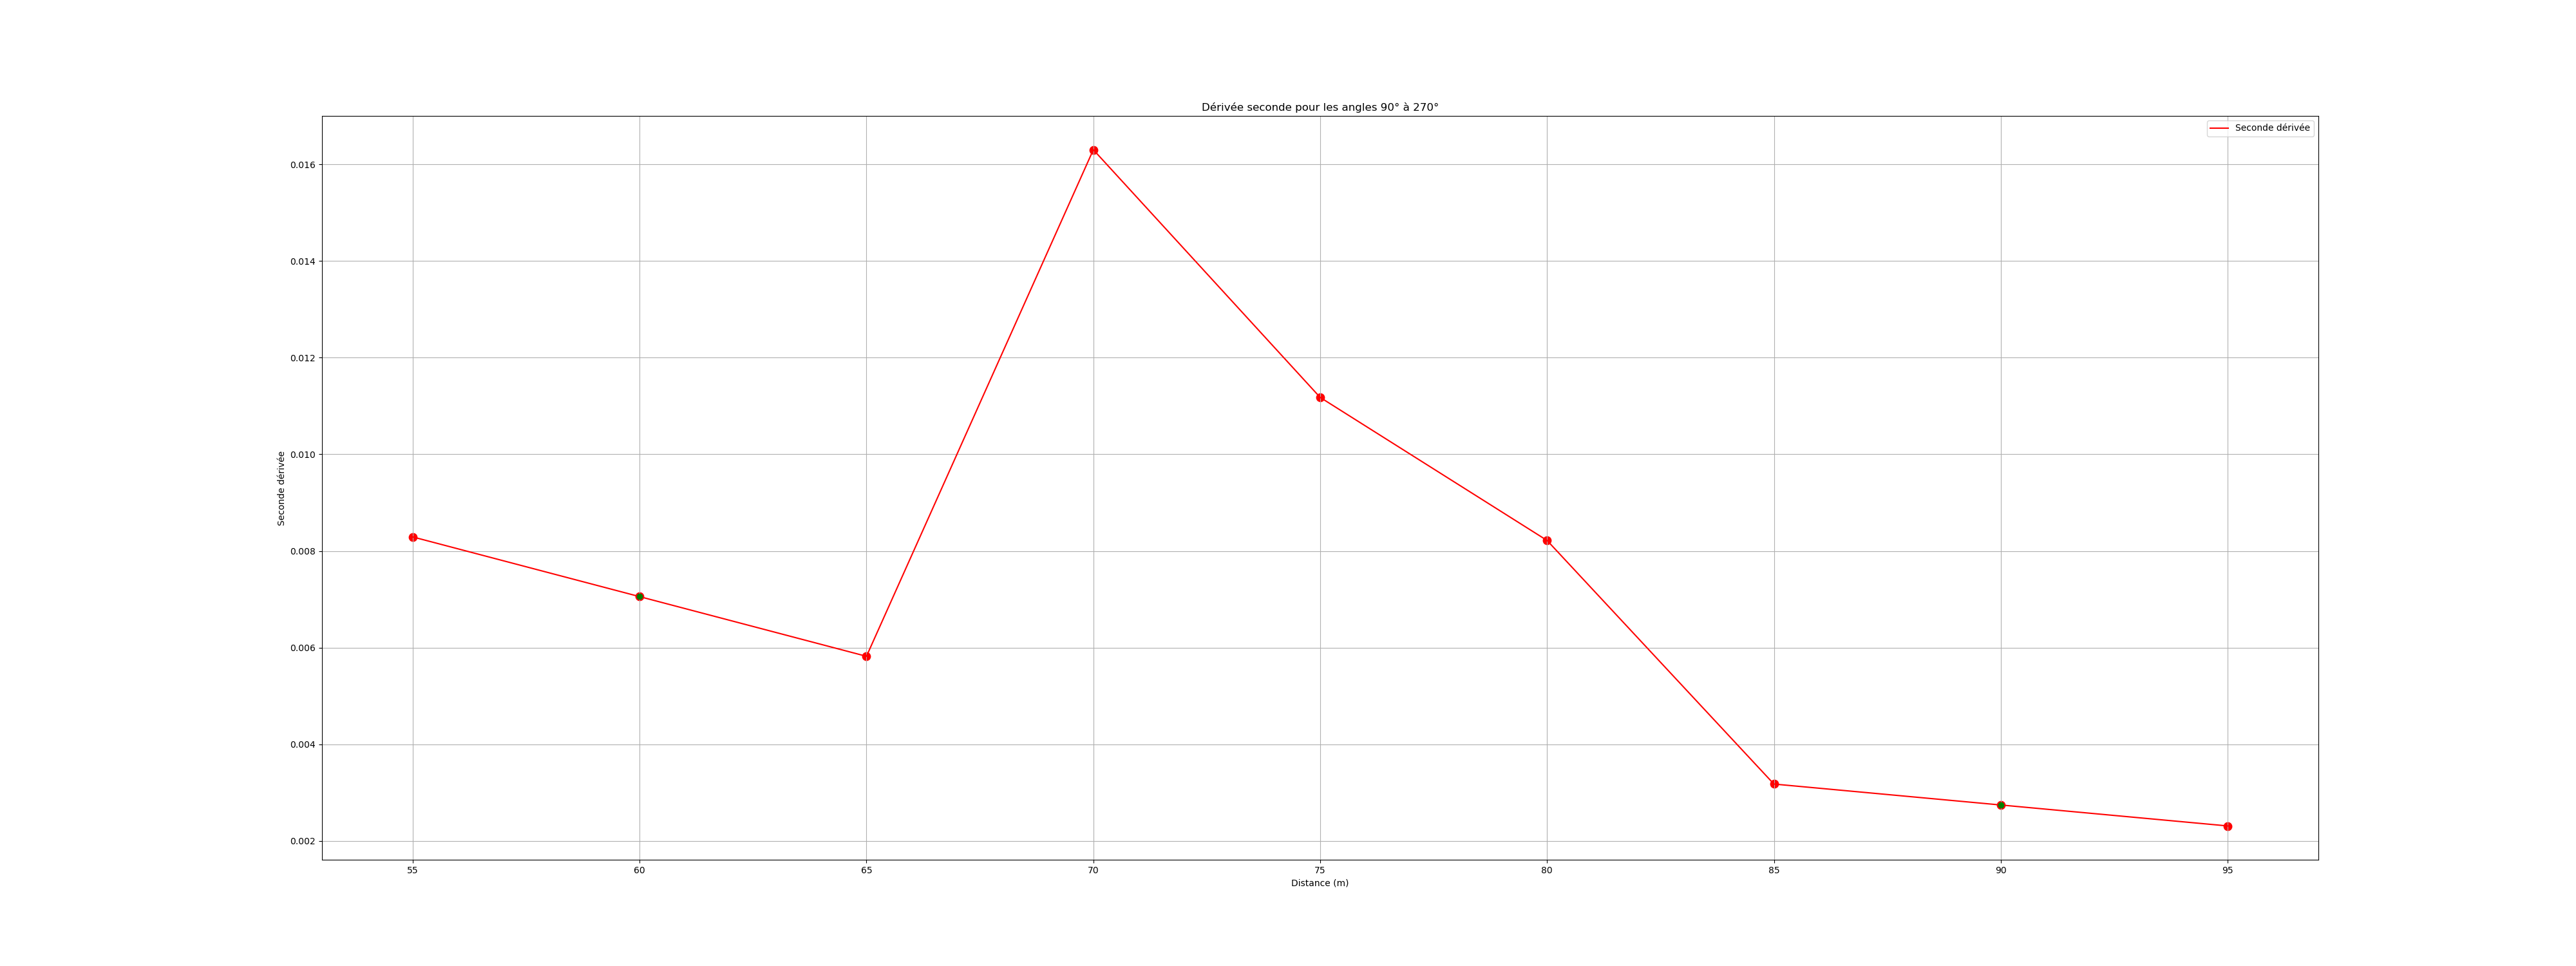 Dérivée seconde pour les angles 90° à 270°
Seconde dérivée
0.016
0.014
0.012
0.010
0.008
0.006
0.004
0.002
Seconde dérivée
55 60 65 70 75 80 85 90 95
Distance (m)